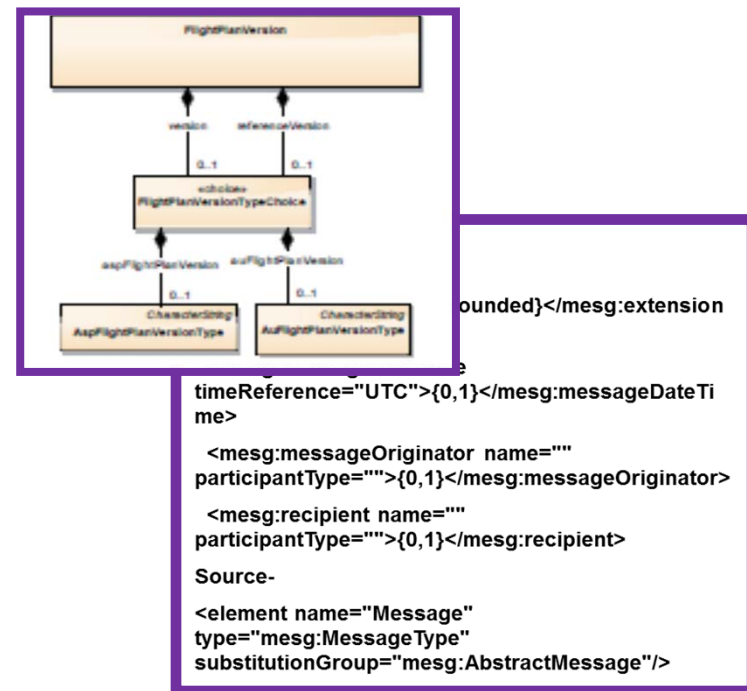 FlightPlanVersion
version referenceVersion
0..1 0..1
«choice»
FlightPlanVersionTypeChoice
aspFlightPlanVersion auFlightPlanVersion
0..1 0..1
CharacterString CharacterString
AspFlightPlanVersionType AuFlightPlanVersionType
ounded}</mesg:extension
e
timeReference="UTC">{0,1}</mesg:messageDateTi
me>
<mesg:messageOriginator name=""
participantType="">{0,1}</mesg:messageOriginator>
<mesg:recipient name=""
participantType="">{0,1}</mesg:recipient>
Source-
<element name="Message"
type="mesg:MessageType"
substitutionGroup="mesg:AbstractMessage"/>